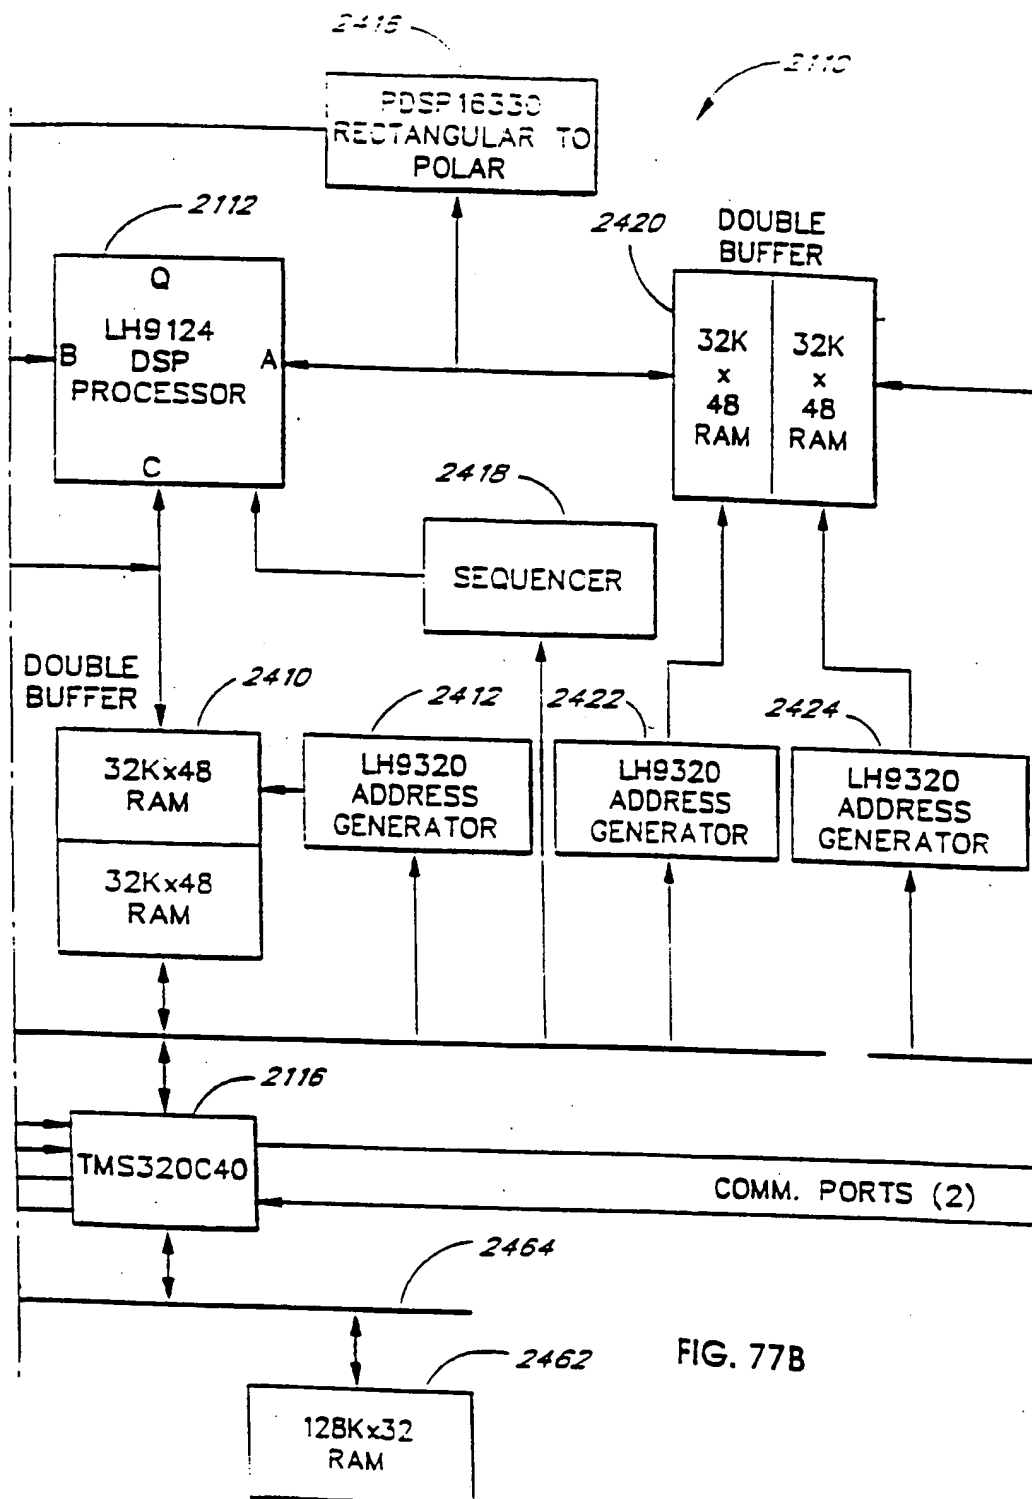 2416
2110
PDSP16330
RECTANGULAR TO
POLAR
2112
2420
DOUBLE
BUFFER
Q
LH9124
DSP
PROCESSOR
B
A
C
32K
x
48
RAM
32K
x
48
RAM
2418
SEQUENCER
DOUBLE
BUFFER
2410
2412
2422
2424
32Kx48
RAM
32Kx48
RAM
LH9320
ADDRESS
GENERATOR
LH9320
ADDRESS
GENERATOR
LH9320
ADDRESS
GENERATOR
2116
TMS320C40
COMM. PORTS (2)
2464
2462
128Kx32
RAM
FIG. 77B